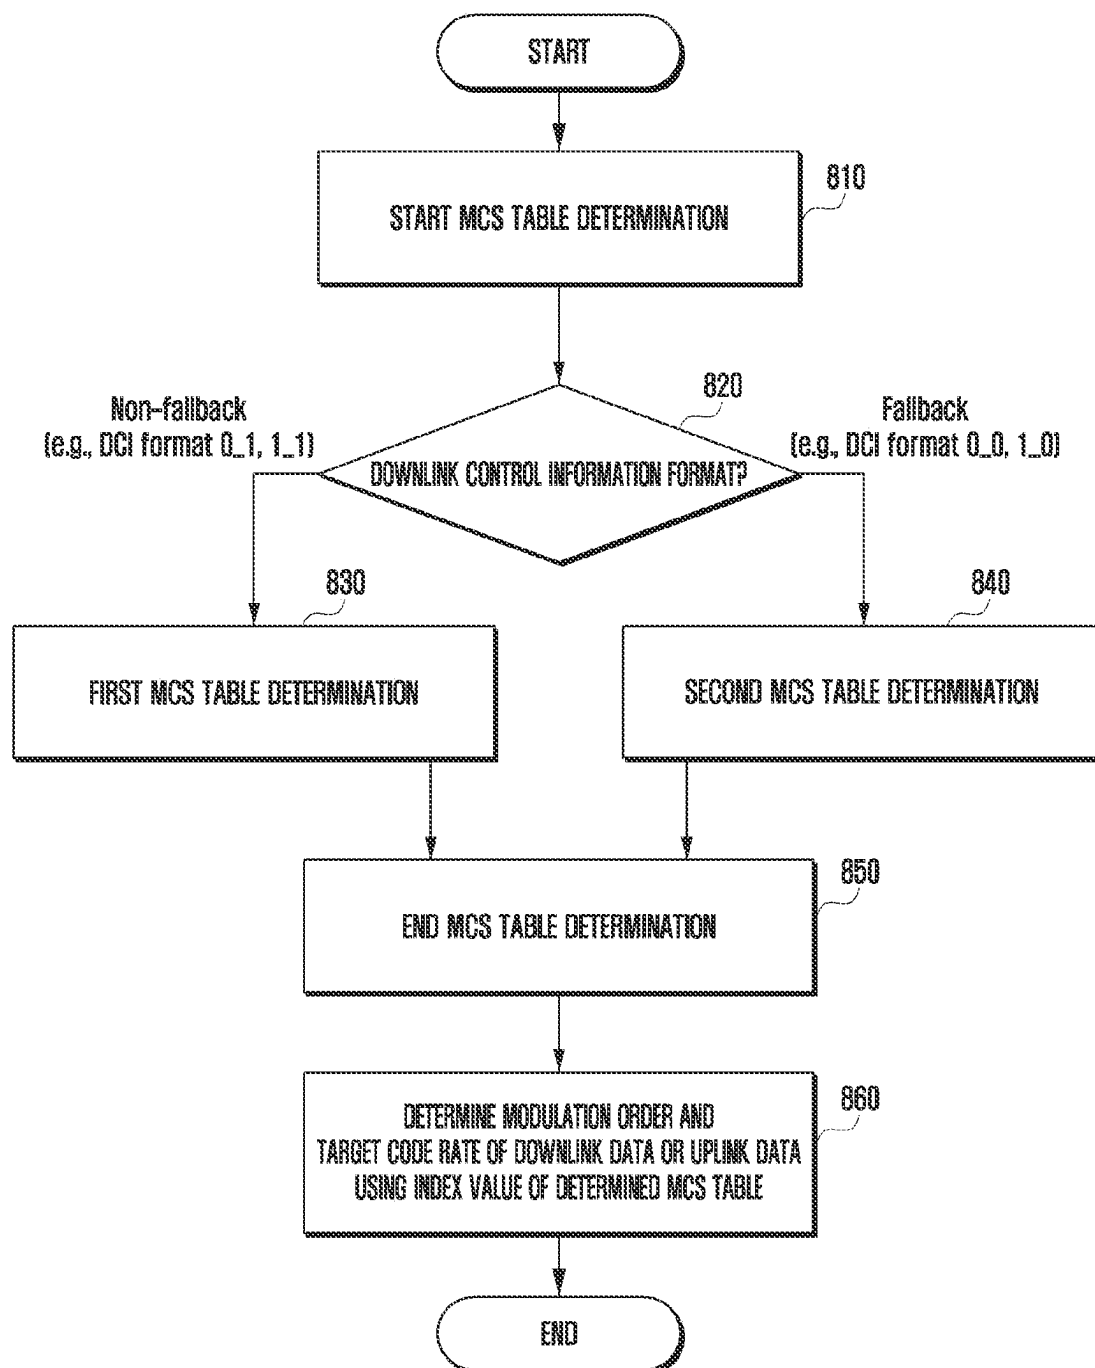 START
810
START MCS TABLE DETERMINATION
820
Non-fallback
(e.g., DCI format 0_1, 1_1)
Fallback
(e.g., DCI format 0_0, 1_0)
DOWNLINK CONTROL INFORMATION FORMAT?
830
840
FIRST MCS TABLE DETERMINATION
SECOND MCS TABLE DETERMINATION
850
END MCS TABLE DETERMINATION
860
DETERMINE MODULATION ORDER AND
TARGET CODE RATE OF DOWNLINK DATA OR UPLINK DATA
USING INDEX VALUE OF DETERMINED MCS TABLE
END